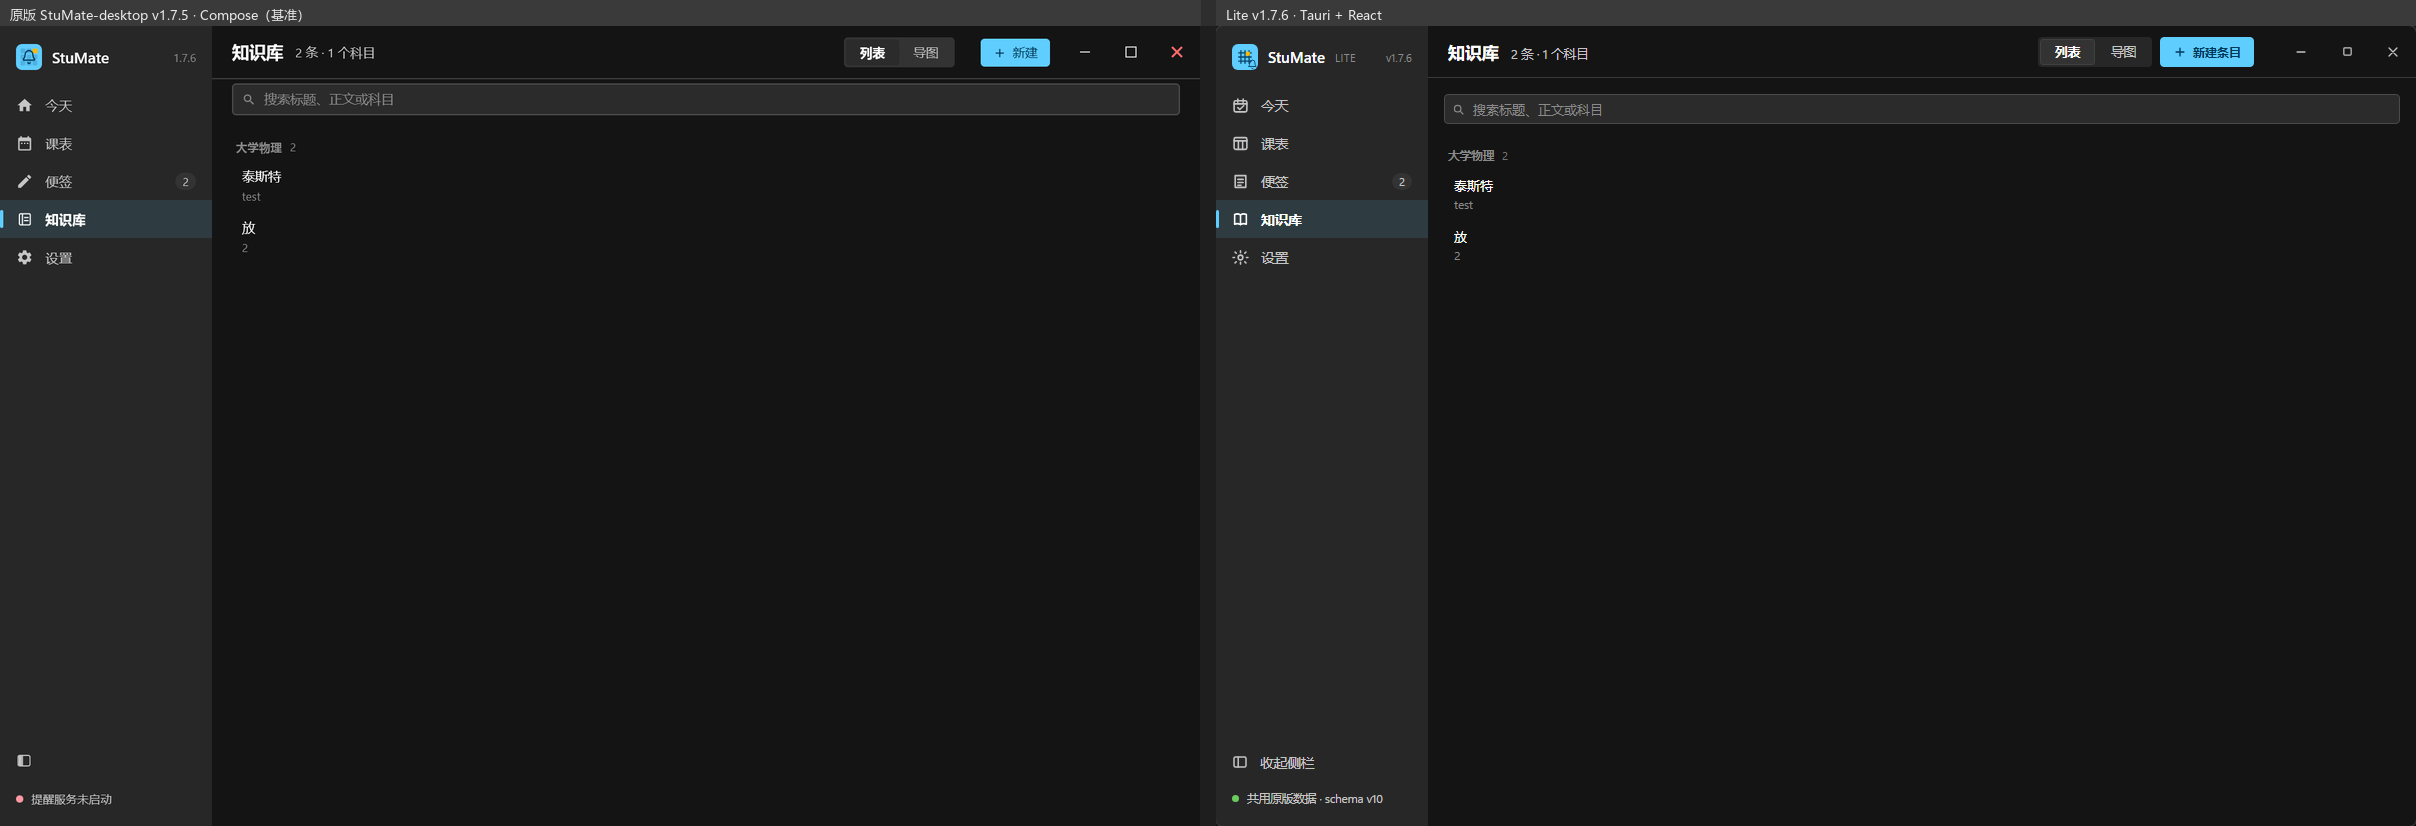 原版 StuMate-desktop v1.7.5 · Compose（基准）
StuMate 1.7.6
今天
课表
便签 2
知识库
设置
提醒服务未启动
知识库 2 条 · 1 个科目 列表 导图 + 新建
搜索标题、正文或科目
大学物理 2
泰斯特
test
放
2
Lite v1.7.6 · Tauri + React
StuMate LITE v1.7.6
今天
课表
便签 2
知识库
设置
收起侧栏
共用原版数据 · schema v10
知识库 2 条 · 1 个科目 列表 导图 + 新建条目
搜索标题、正文或科目
大学物理 2
泰斯特
test
放
2